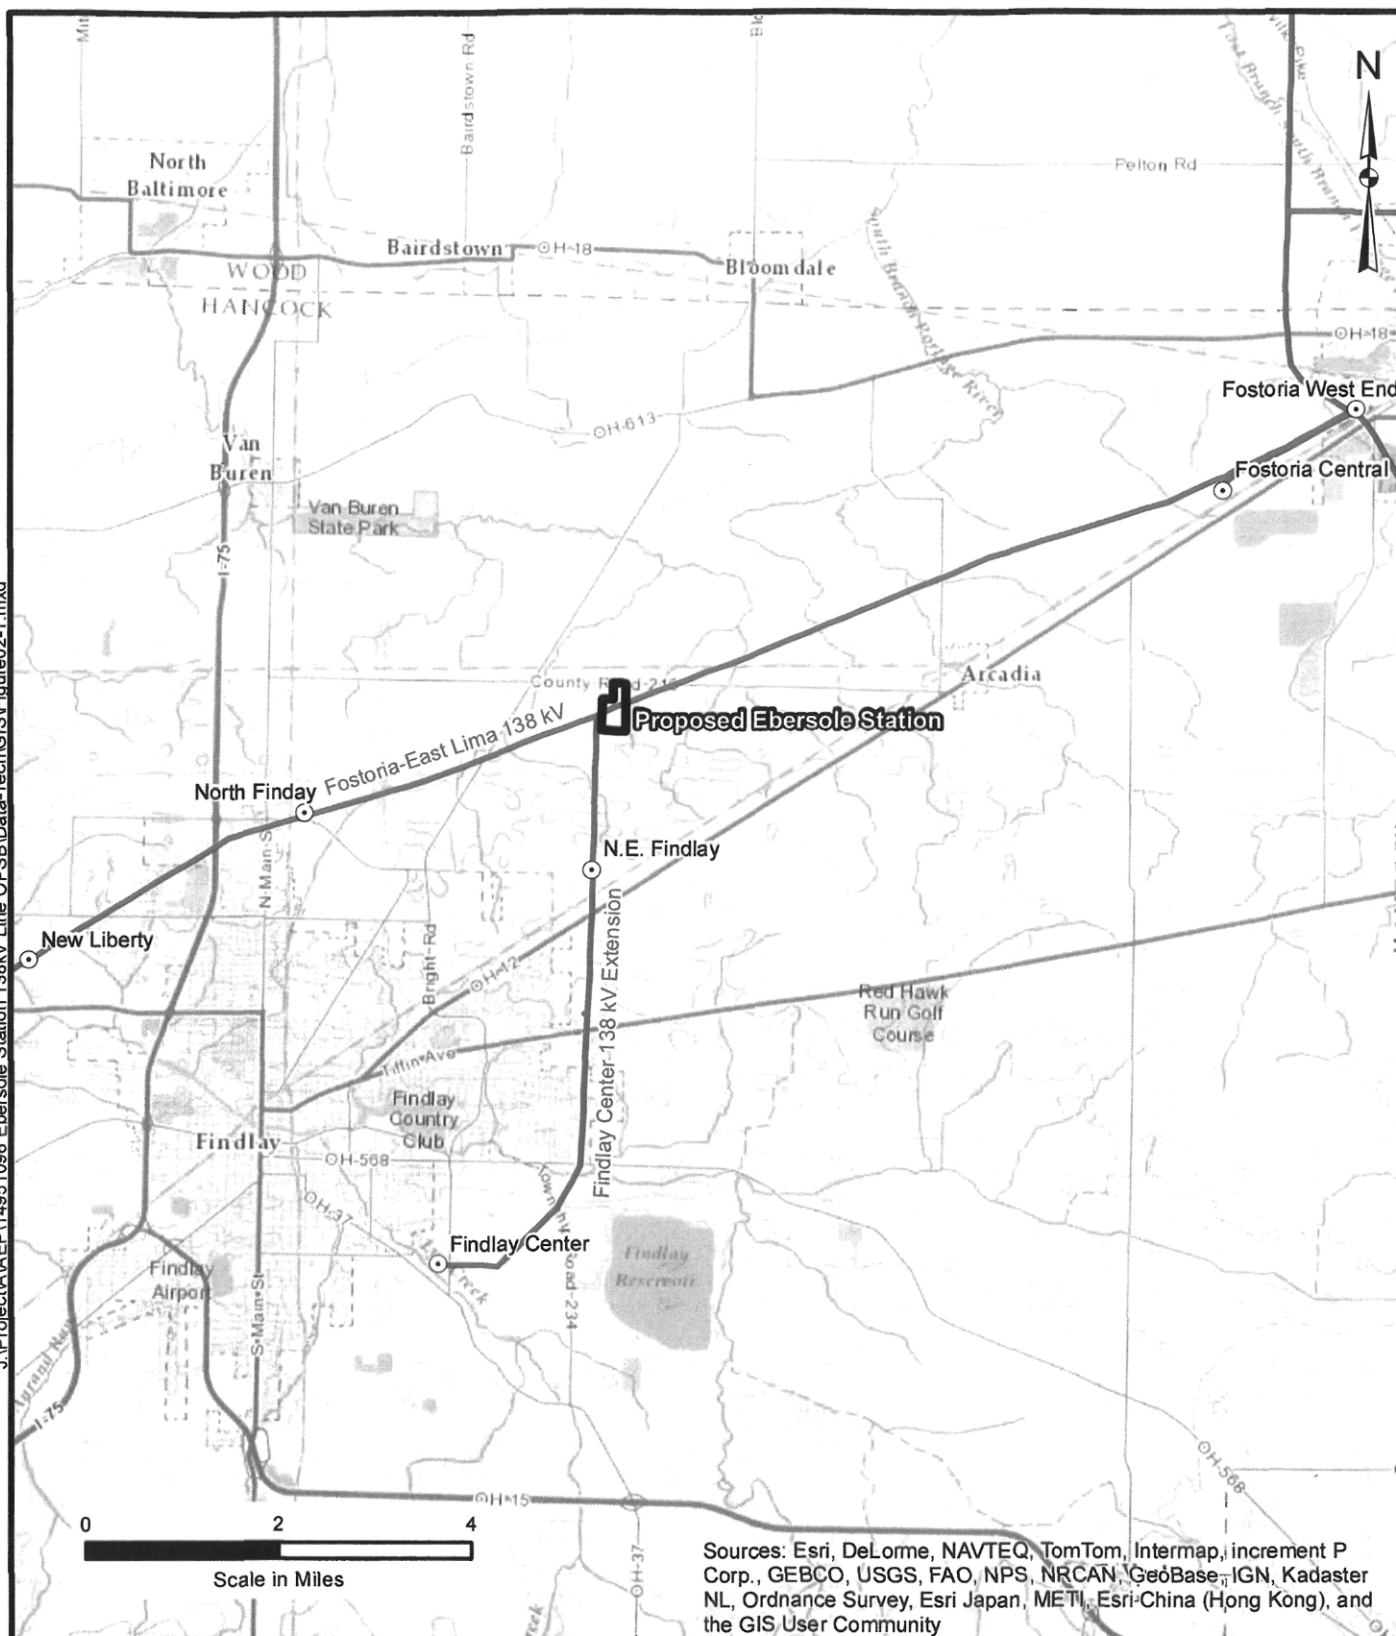 N
Bairdstown Rd
Pelton Rd
North
Baltimore
Bairdstown
OH-18
Bloomdale
WOOD
HANCOCK
South Branch Portage River
OH-18
Fostoria West End
OH-613
Van
Buren
Fostoria Central
Van Buren
State Park
I-75
Arcadia
Proposed Ebersole Station
Fostoria-East Lima 138 kV
North Finday
N.E. Findlay
N Main St
New Liberty
Bright Rd
OH-12
Findlay Center 138 kV Extension
Red Hawk
Run Golf
Course
Tiffin Ave
Findlay
Country
Club
Findlay
OH-568
OH-37
Findlay Center
Findlay
Reservoir
Findlay
Airport
S Main St
I-75
OH-568
OH-15
0 2 4
Scale in Miles
OH-37
Sources: Esri, DeLorme, NAVTEQ, TomTom, Intermap, increment P
Corp., GEBCO, USGS, FAO, NPS, NRCAN, GeoBase, IGN, Kadaster
NL, Ordnance Survey, Esri Japan, METI, Esri China (Hong Kong), and
the GIS User Community